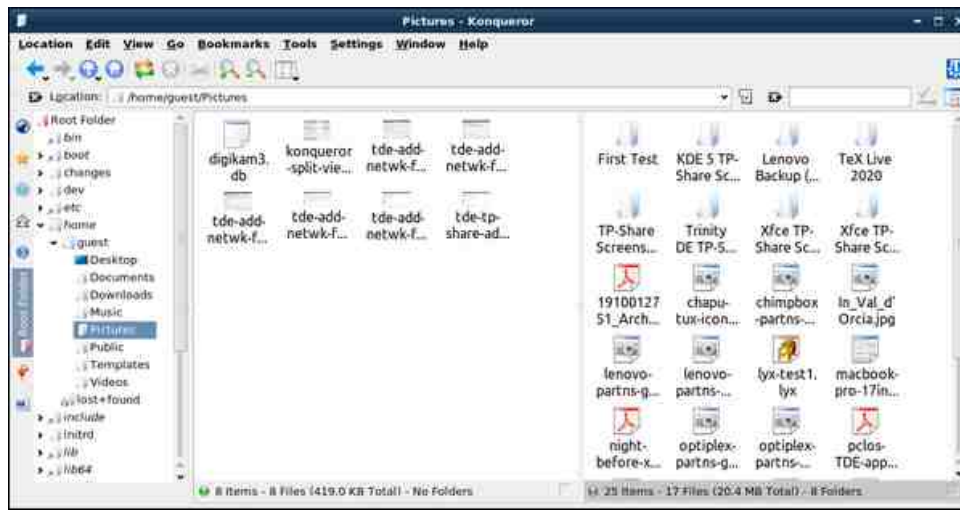 Pictures - Konqueror
Location Edit View Go Bookmarks Tools Settings Window Help
Location: /home/guest/Pictures
Root Folder
bin
boot
changes
dev
etc
home
guest
Desktop
Documents
Downloads
Music
Pictures
Public
Templates
Videos
lost+found
include
initrd
lib
lib64
Root Folder
digikam3. konqueror tde-add- tde-add-
db -split-vie... netwk-f... netwk-f...
tde-add- tde-add- tde-add- tde-tp-
netwk-f... netwk-f... netwk-f... share-ad...
8 Items - 8 Files (419.0 KB Total) - No Folders
First Test KDE 5 TP- Lenovo TeX Live
Share Sc... Backup (... 2020
TP-Share Trinity Xfce TP- Xfce TP-
Screens... DE TP-S... Share Sc... Share Sc...
19100127 chapu- chimpbox In_Val_d'
51_Arch... tux-icon... -partns-... Orcia.jpg
lenovo- lenovo- lyx-test1. macbook-
partns-g... partns-... lyx pro-17in...
night- optiplex- optiplex- pclos-
before-x... partns-g... partns-... TDE-app...
25 Items - 17 Files (20.4 MB Total) - 8 Folders